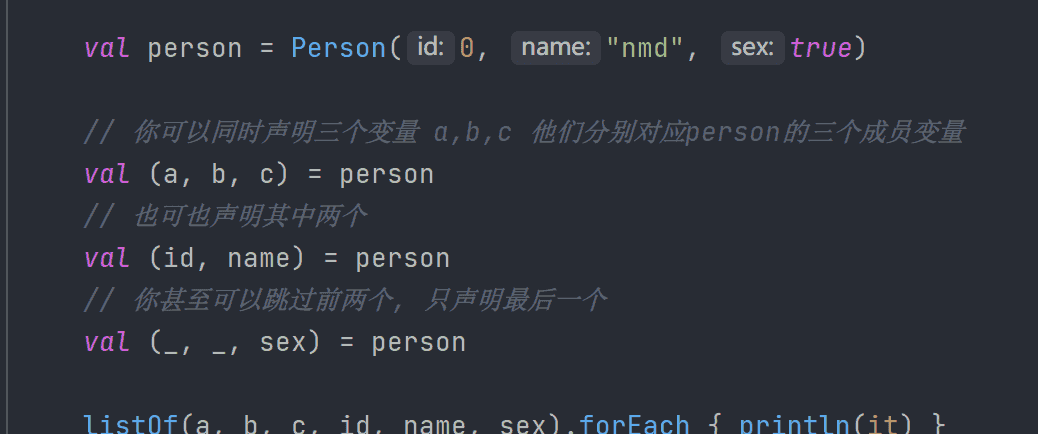 val person = Person(id: 0, name: "nmd", sex: true)
// 你可以同时声明三个变量 a,b,c 他们分别对应person的三个成员变量
val (a, b, c) = person
// 也可也声明其中两个
val (id, name) = person
// 你甚至可以跳过前两个, 只声明最后一个
val (_, _, sex) = person
listOf(a, b, c, id, name, sex).forEach { println(it) }